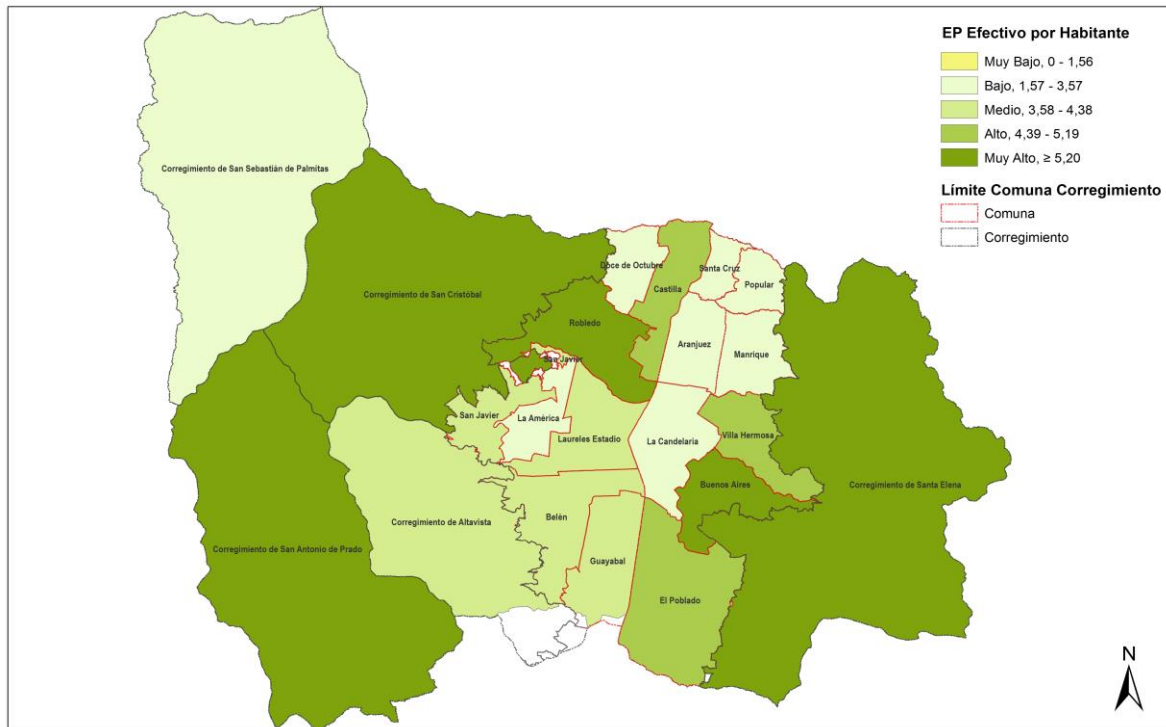 EP Efectivo por Habitante
Muy Bajo, 0 - 1,56
Bajo, 1,57 - 3,57
Medio, 3,58 - 4,38
Alto, 4,39 - 5,19
Muy Alto, ≥ 5,20
Límite Comuna Corregimiento
Comuna
Corregimiento
Corregimiento de San Sebastián de Palmitas
Corregimiento de San Cristóbal
Doce de Octubre
Santa Cruz
Castilla
Popular
Robledo
Aranjuez
Manrique
San Javier
San Javier
La América
Laureles Estadio
La Candelaria
Villa Hermosa
Buenos Aires
Corregimiento de Santa Elena
Corregimiento de Altavista
Belén
Corregimiento de San Antonio de Prado
Guayabal
El Poblado
N